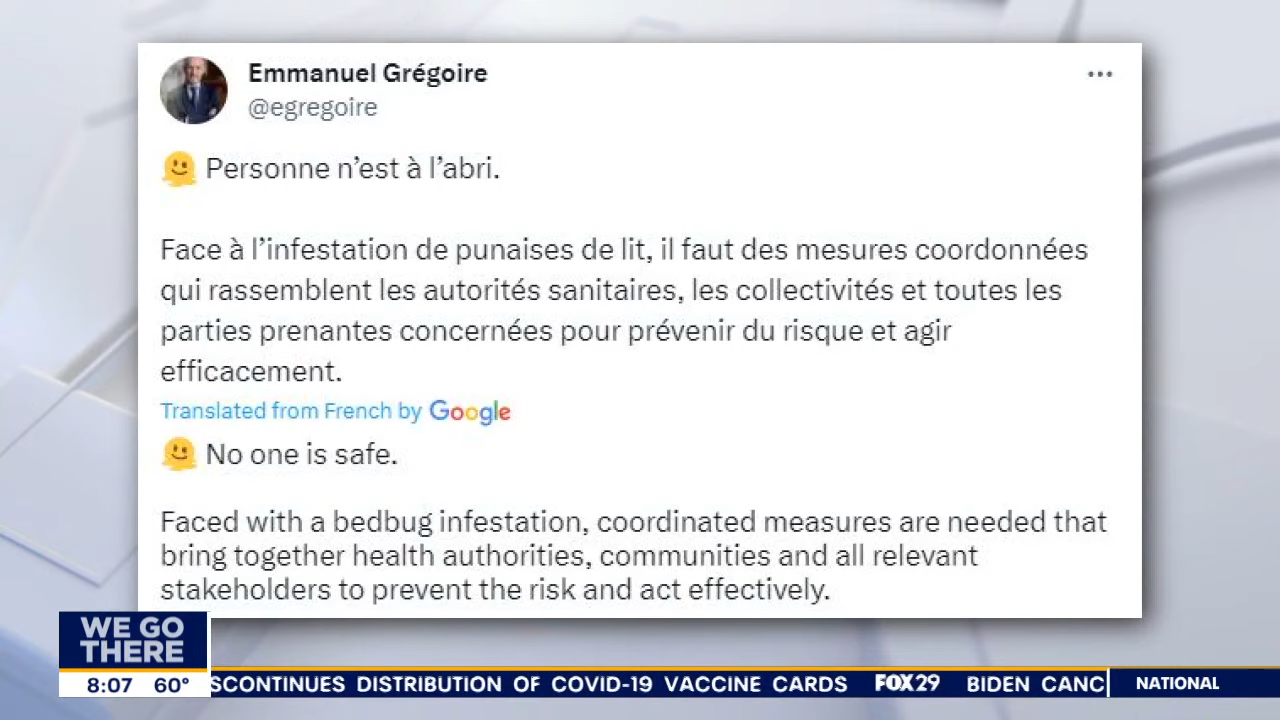 Emmanuel Grégoire
@egregoire
Personne n’est à l’abri.
Face à l’infestation de punaises de lit, il faut des mesures coordonnées
qui rassemblent les autorités sanitaires, les collectivités et toutes les
parties prenantes concernées pour prévenir du risque et agir
efficacement.
Translated from French by Google
No one is safe.
Faced with a bedbug infestation, coordinated measures are needed that
bring together health authorities, communities and all relevant
stakeholders to prevent the risk and act effectively.
WE GO
THERE
8:07 60°
SCONTINUES DISTRIBUTION OF COVID-19 VACCINE CARDS FOX29 BIDEN CANC
NATIONAL